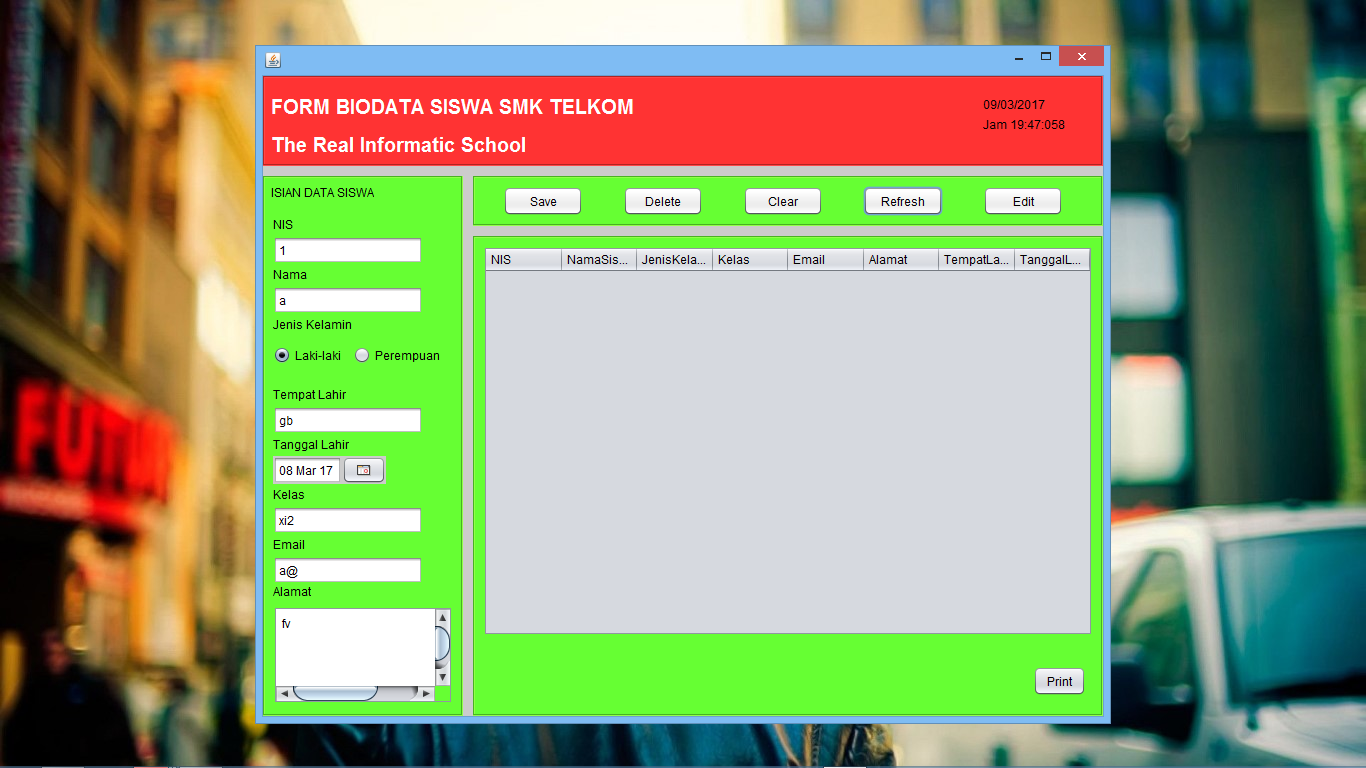 FORM BIODATA SISWA SMK TELKOM
The Real Informatic School
09/03/2017
Jam 19:47:058
ISIAN DATA SISWA
NIS
1
Nama
a
Jenis Kelamin
Laki-laki Perempuan
Tempat Lahir
gb
Tanggal Lahir
08 Mar 17
Kelas
xi2
Email
a@
Alamat
fv
Save Delete Clear Refresh Edit
NIS NamaSis... JenisKela... Kelas Email Alamat TempatLa... TanggalL...
Print